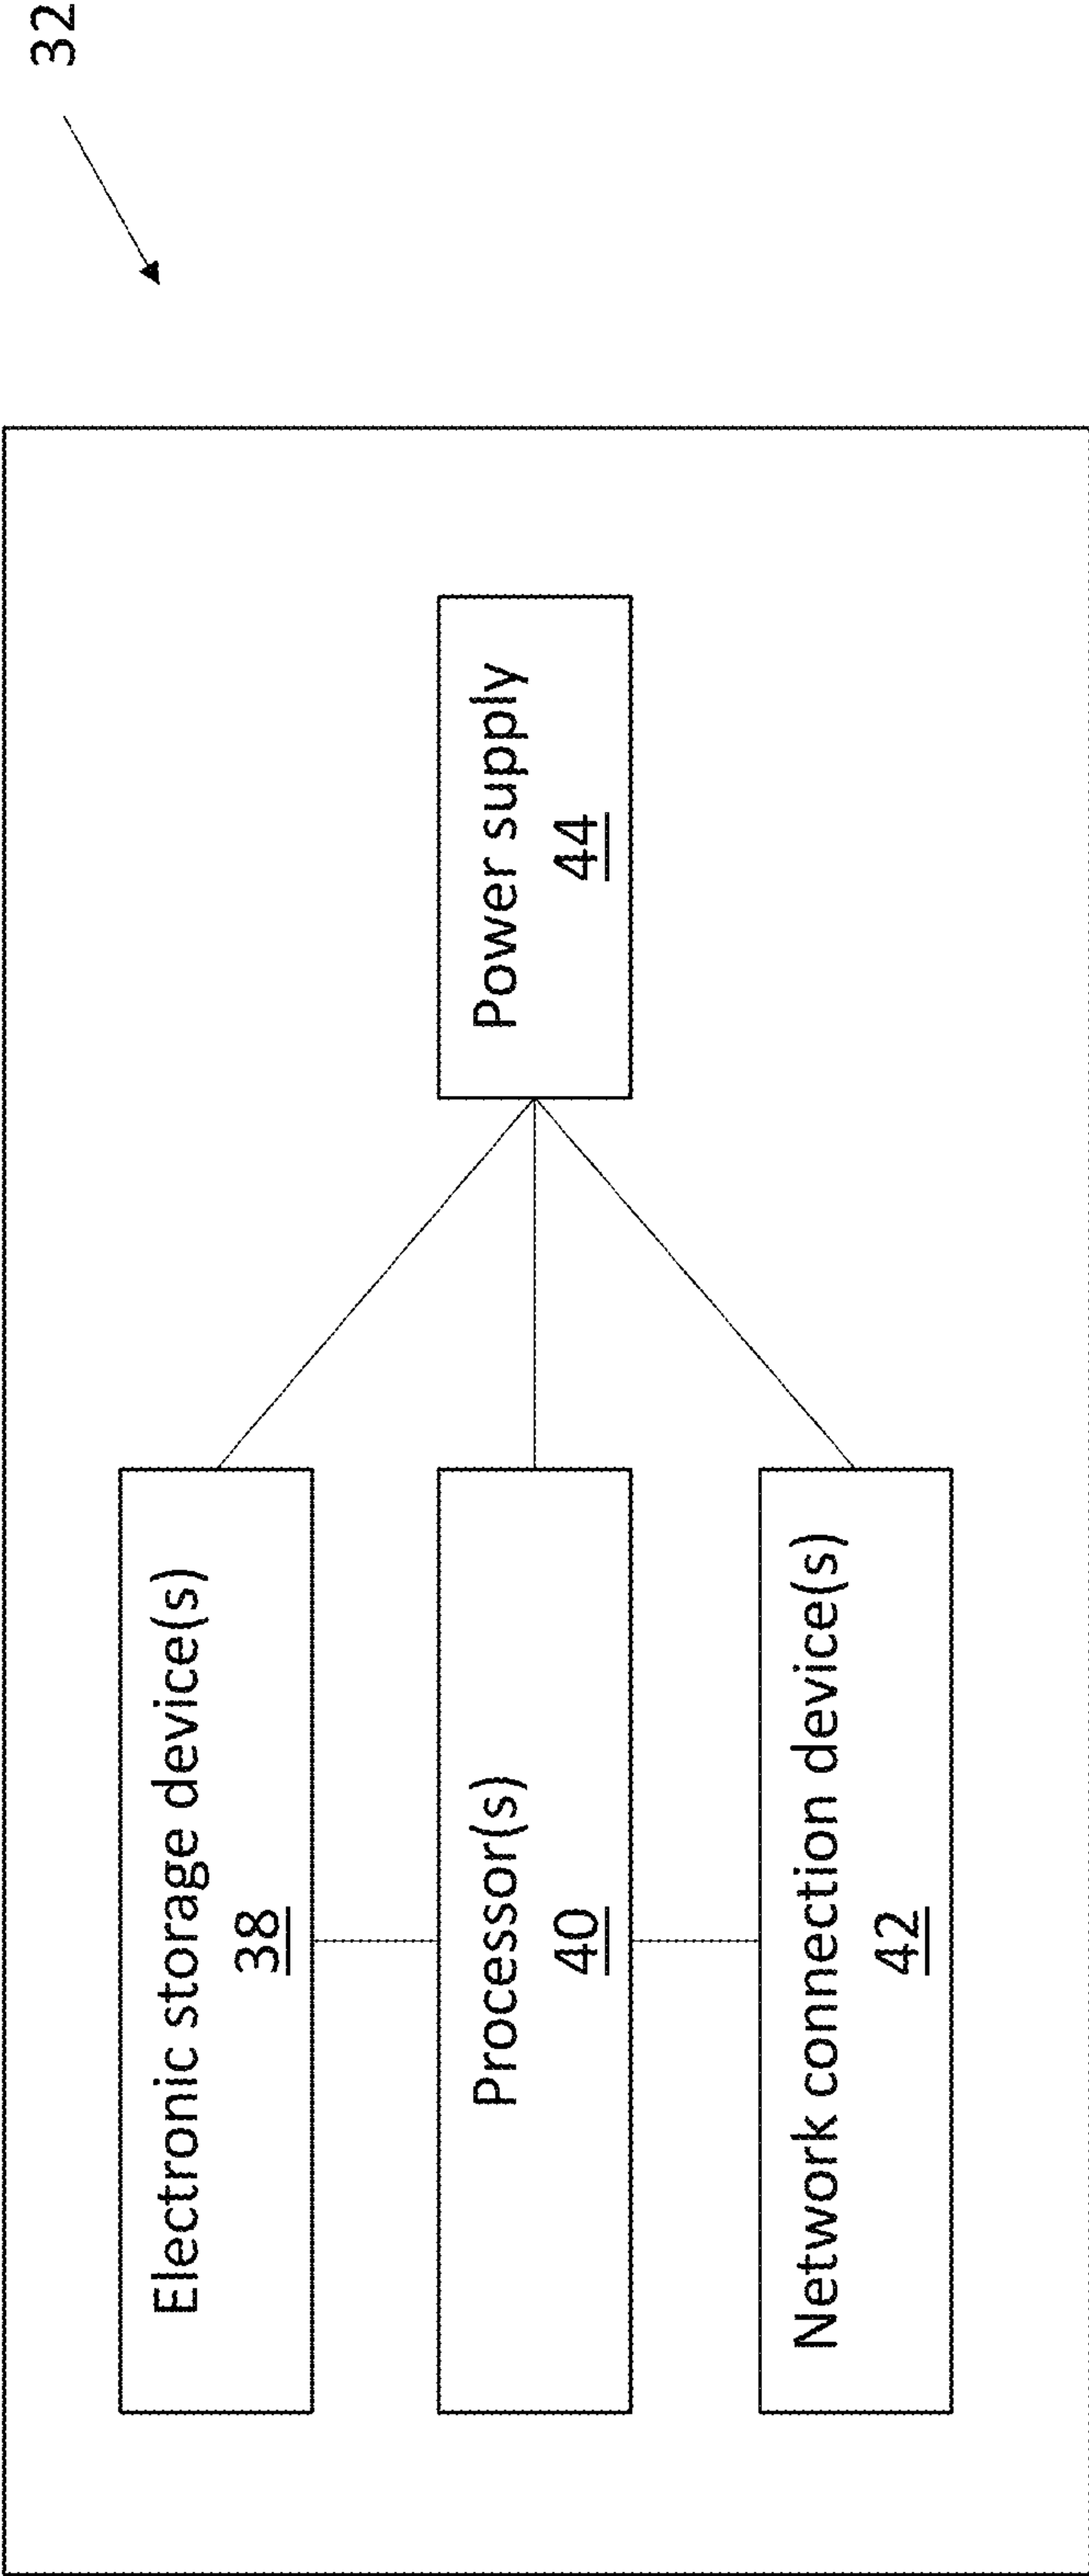 32
Electronic storage device(s)
38
Processor(s)
40
Network connection device(s)
42
Power supply
44